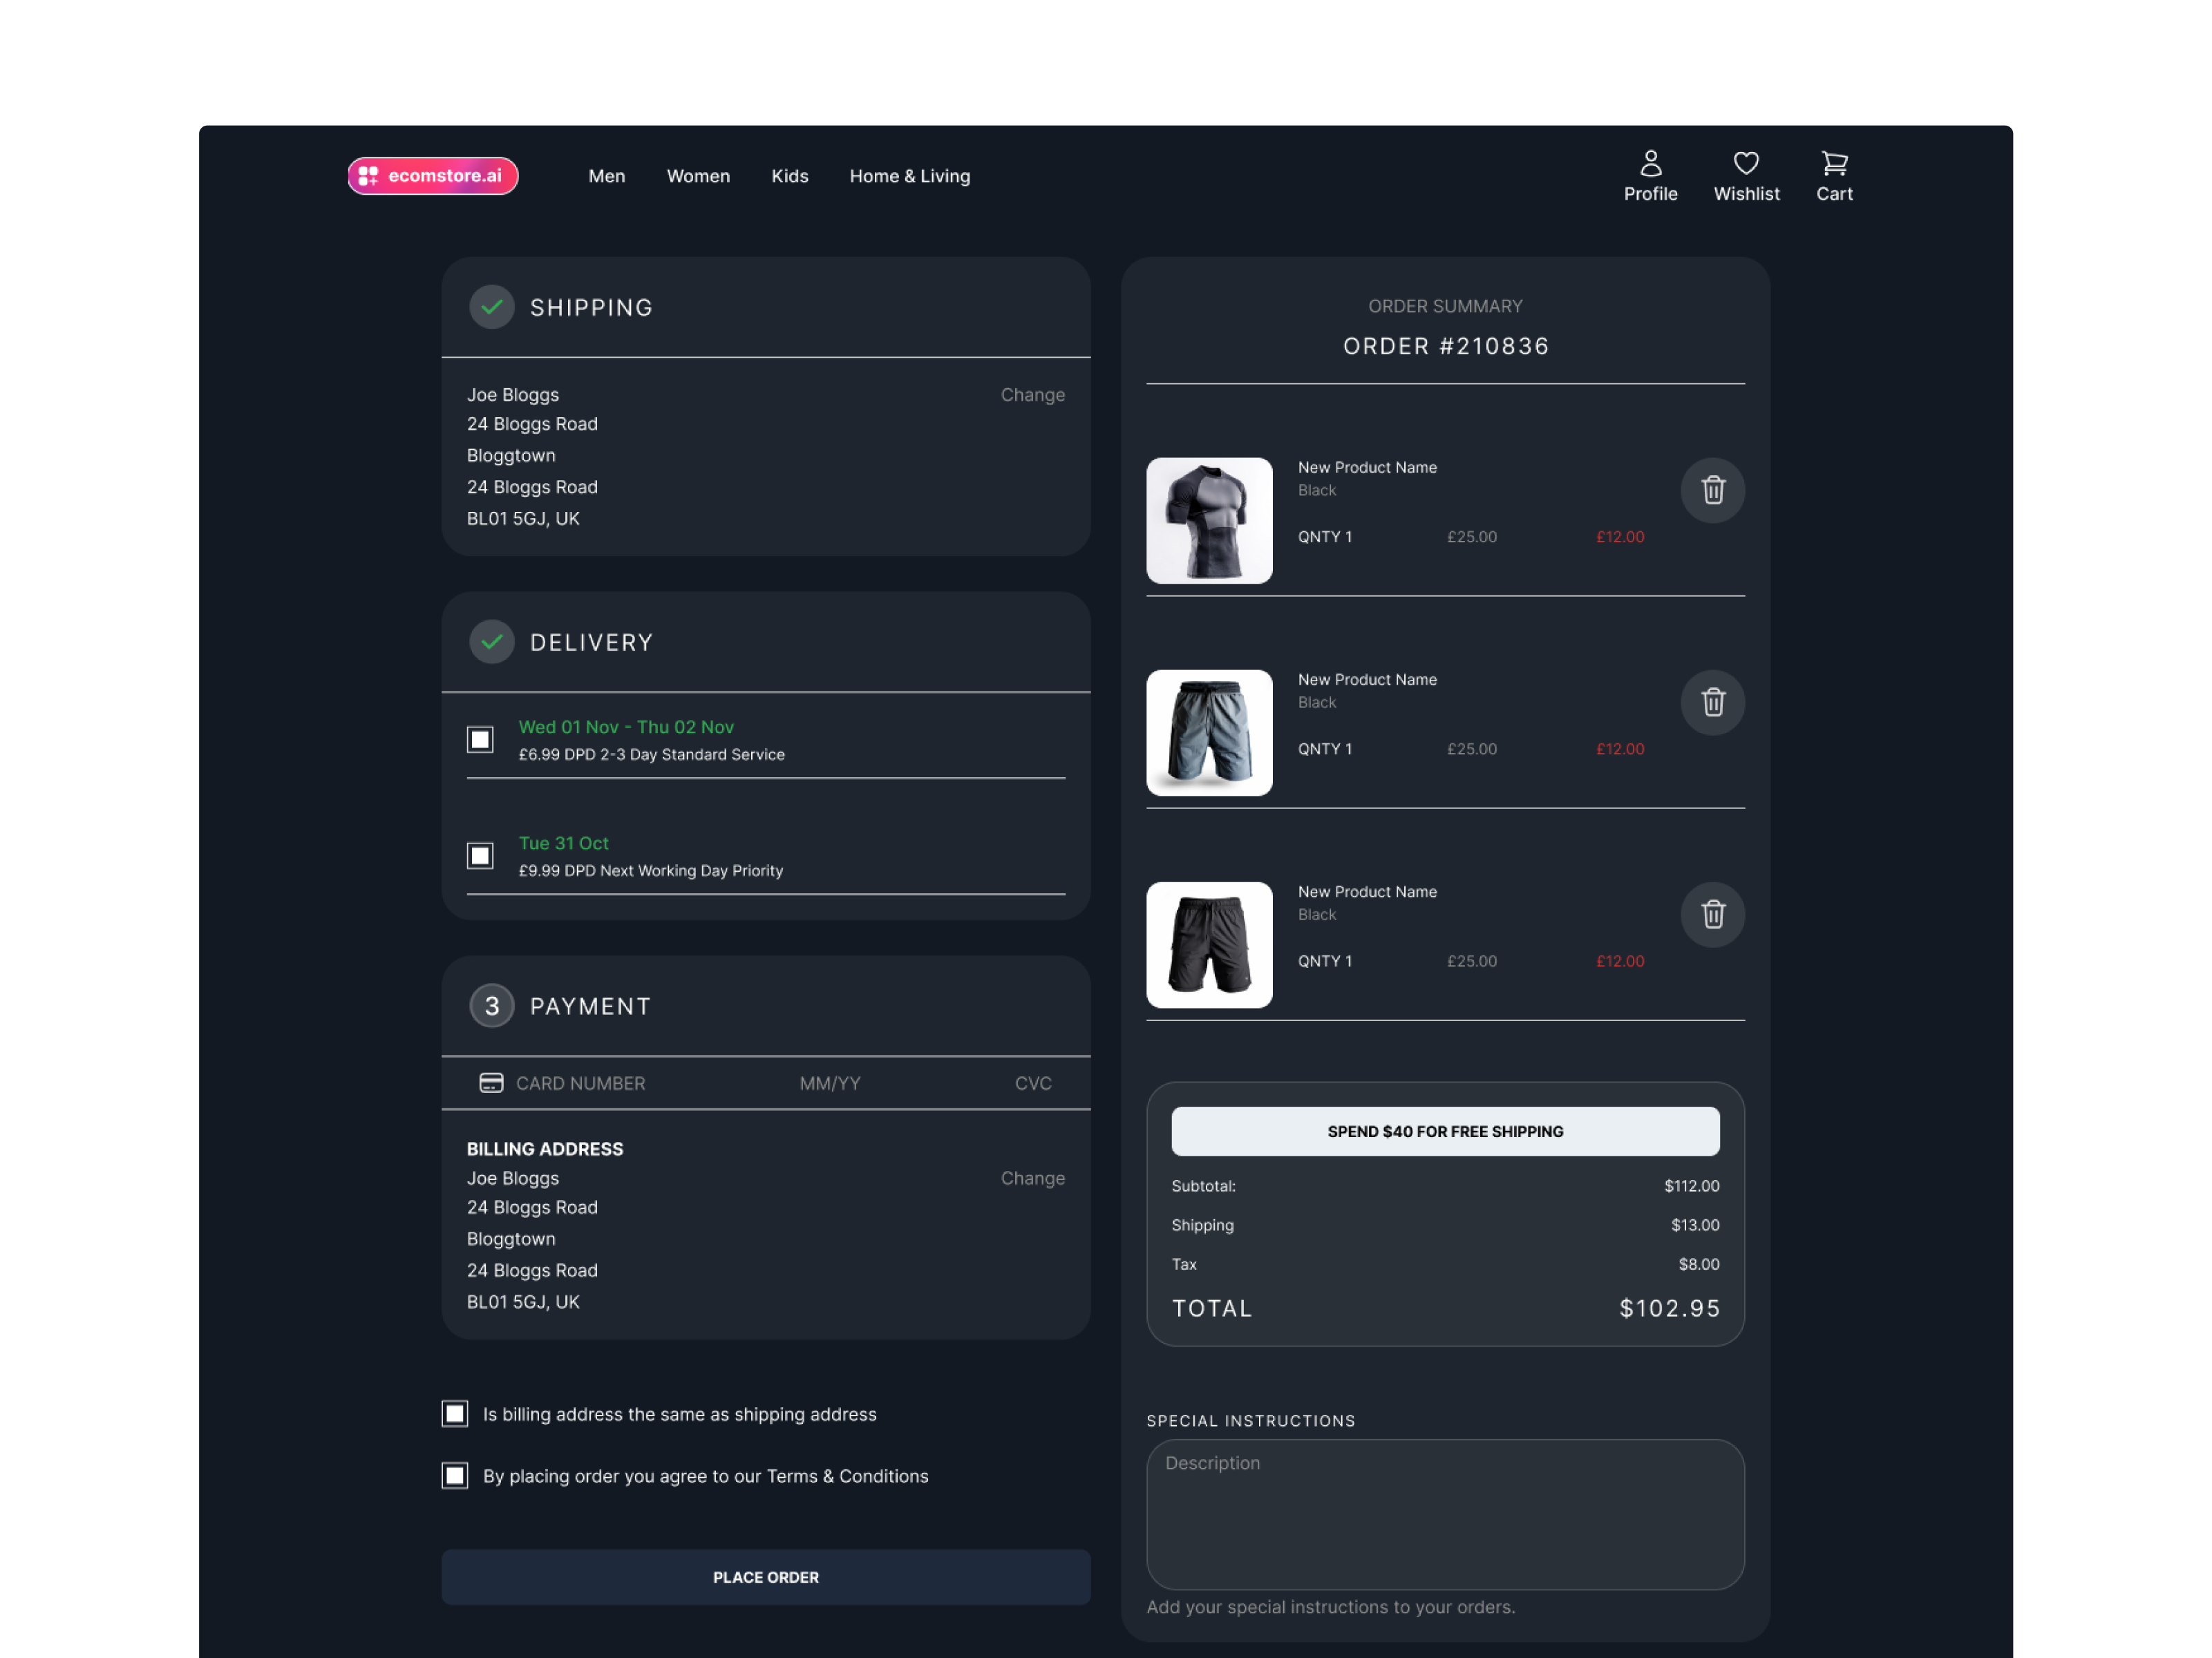 ecomstore.ai
Men Women Kids Home & Living
Profile Wishlist Cart
SHIPPING
Joe Bloggs Change
24 Bloggs Road
Bloggtown
24 Bloggs Road
BL01 5GJ, UK
DELIVERY
Wed 01 Nov - Thu 02 Nov
£6.99 DPD 2-3 Day Standard Service
Tue 31 Oct
£9.99 DPD Next Working Day Priority
3 PAYMENT
CARD NUMBER MM/YY CVC
BILLING ADDRESS
Joe Bloggs Change
24 Bloggs Road
Bloggtown
24 Bloggs Road
BL01 5GJ, UK
Is billing address the same as shipping address
By placing order you agree to our Terms & Conditions
PLACE ORDER
ORDER SUMMARY
ORDER #210836
New Product Name
Black
QNTY 1 £25.00 £12.00
New Product Name
Black
QNTY 1 £25.00 £12.00
New Product Name
Black
QNTY 1 £25.00 £12.00
SPEND $40 FOR FREE SHIPPING
Subtotal: $112.00
Shipping $13.00
Tax $8.00
TOTAL $102.95
SPECIAL INSTRUCTIONS
Description
Add your special instructions to your orders.